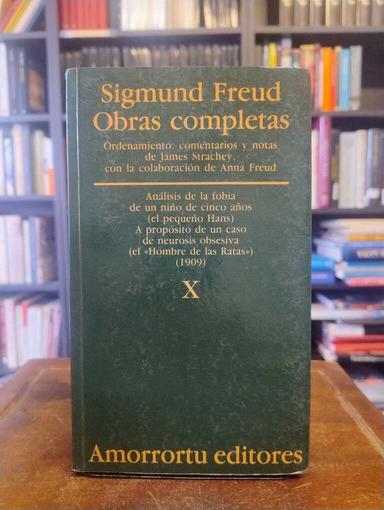 Sigmund Freud
Obras completas
Ordenamiento, comentarios y notas
de James Strachey,
con la colaboración de Anna Freud
Análisis de la fobia
de un niño de cinco años
(el pequeño Hans)
A propósito de un caso
de neurosis obsesiva
(el «Hombre de las Ratas»)
(1909)
X
Amorrortu editores